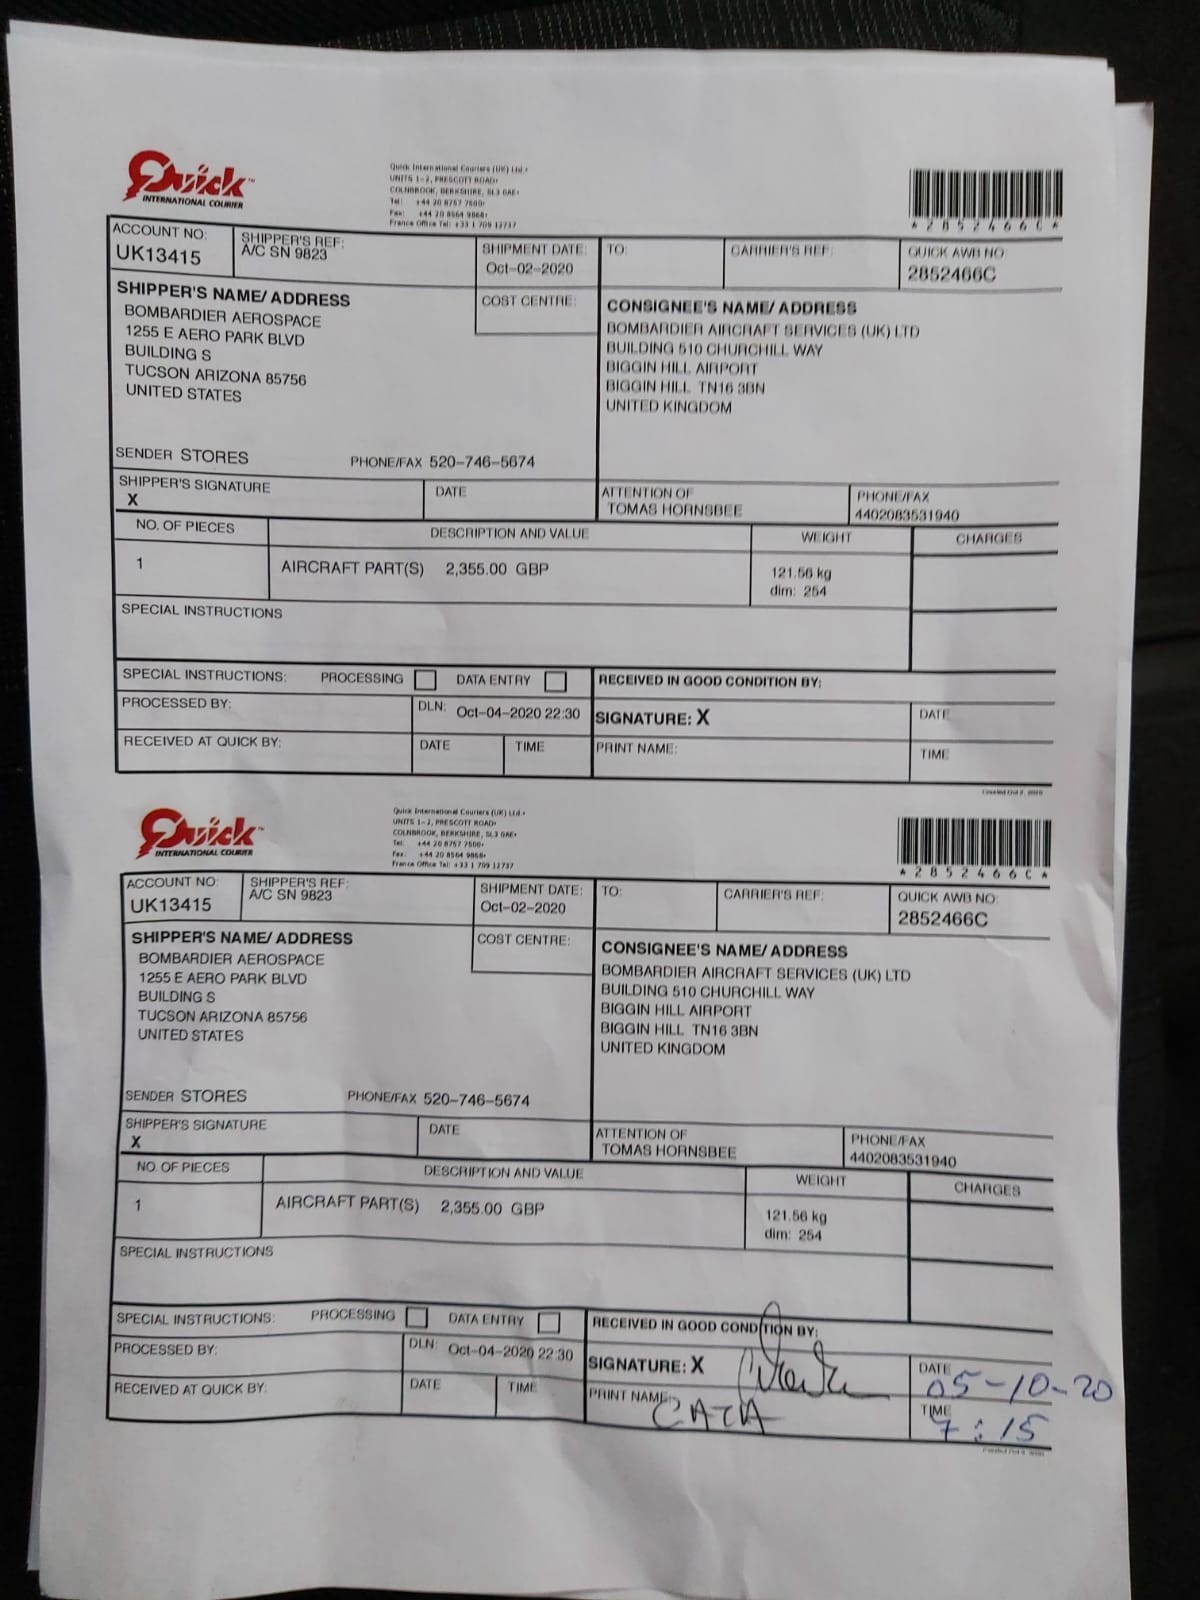 Quick™
INTERNATIONAL COURIER
Quick International Couriers (UK) Ltd.
UNITS 1-2, PRESCOTT ROAD
COLNBROOK, BERKSHIRE, SL3 0AE
Tel: +44 20 8757 7500
Fax: +44 20 8564 9868
France Office Tel: +33 1 709 12737
*2852466C*
ACCOUNT NO:
UK13415
SHIPPER'S REF:
A/C SN 9823
SHIPMENT DATE:
Oct-02-2020
TO:
CARRIER'S REF:
QUICK AWB NO:
2852466C
SHIPPER'S NAME/ ADDRESS
BOMBARDIER AEROSPACE
1255 E AERO PARK BLVD
BUILDING S
TUCSON ARIZONA 85756
UNITED STATES
COST CENTRE:
CONSIGNEE'S NAME/ ADDRESS
BOMBARDIER AIRCRAFT SERVICES (UK) LTD
BUILDING 510 CHURCHILL WAY
BIGGIN HILL AIRPORT
BIGGIN HILL TN16 3BN
UNITED KINGDOM
SENDER STORES
PHONE/FAX 520-746-5674
SHIPPER'S SIGNATURE
X
DATE
ATTENTION OF
TOMAS HORNSBEE
PHONE/FAX
4402083531940
NO. OF PIECES
DESCRIPTION AND VALUE
WEIGHT
CHARGES
1
AIRCRAFT PART(S) 2,355.00 GBP
121.56 kg
dim: 254
SPECIAL INSTRUCTIONS
SPECIAL INSTRUCTIONS: PROCESSING DATA ENTRY
RECEIVED IN GOOD CONDITION BY:
PROCESSED BY:
DLN: Oct-04-2020 22:30
SIGNATURE: X
DATE
RECEIVED AT QUICK BY:
DATE
TIME
PRINT NAME:
TIME
Created Oct 2, 2020
Quick™
INTERNATIONAL COURIER
Quick International Couriers (UK) Ltd.
UNITS 1-2, PRESCOTT ROAD
COLNBROOK, BERKSHIRE, SL3 0AE
Tel: +44 20 8757 7500
Fax: +44 20 8564 9868
France Office Tel: +33 1 709 12737
*2852466C*
ACCOUNT NO:
UK13415
SHIPPER'S REF:
A/C SN 9823
SHIPMENT DATE:
Oct-02-2020
TO:
CARRIER'S REF:
QUICK AWB NO:
2852466C
SHIPPER'S NAME/ ADDRESS
BOMBARDIER AEROSPACE
1255 E AERO PARK BLVD
BUILDING S
TUCSON ARIZONA 85756
UNITED STATES
COST CENTRE:
CONSIGNEE'S NAME/ ADDRESS
BOMBARDIER AIRCRAFT SERVICES (UK) LTD
BUILDING 510 CHURCHILL WAY
BIGGIN HILL AIRPORT
BIGGIN HILL TN16 3BN
UNITED KINGDOM
SENDER STORES
PHONE/FAX 520-746-5674
SHIPPER'S SIGNATURE
X
DATE
ATTENTION OF
TOMAS HORNSBEE
PHONE/FAX
4402083531940
NO. OF PIECES
DESCRIPTION AND VALUE
WEIGHT
CHARGES
1
AIRCRAFT PART(S) 2,355.00 GBP
121.56 kg
dim: 254
SPECIAL INSTRUCTIONS
SPECIAL INSTRUCTIONS: PROCESSING DATA ENTRY
RECEIVED IN GOOD CONDITION BY:
PROCESSED BY:
DLN: Oct-04-2020 22:30
SIGNATURE: X
DATE
05-10-20
RECEIVED AT QUICK BY:
DATE
TIME
PRINT NAME:
TIME
7:15